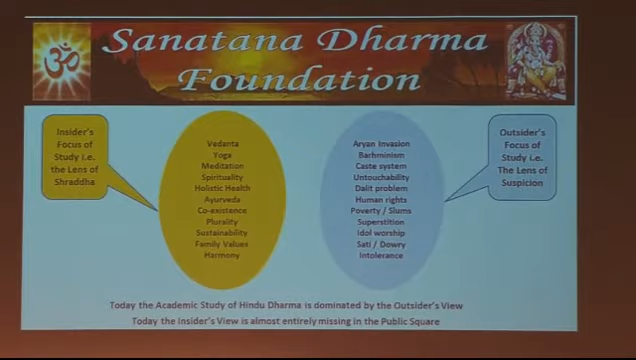 ॐ
Sanatana Dharma
Foundation
Insider's
Focus of
Study i.e.
the Lens of
Shraddha
Vedanta
Yoga
Meditation
Spirituality
Holistic Health
Ayurveda
Co-existence
Plurality
Sustainability
Family Values
Harmony
Aryan Invasion
Barhminism
Caste system
Untouchability
Dalit problem
Human rights
Poverty / Slums
Superstition
Idol worship
Sati / Dowry
Intolerance
Outsider's
Focus of
Study i.e.
The Lens of
Suspicion
Today the Academic Study of Hindu Dharma is dominated by the Outsider's View
Today the Insider's View is almost entirely missing in the Public Square